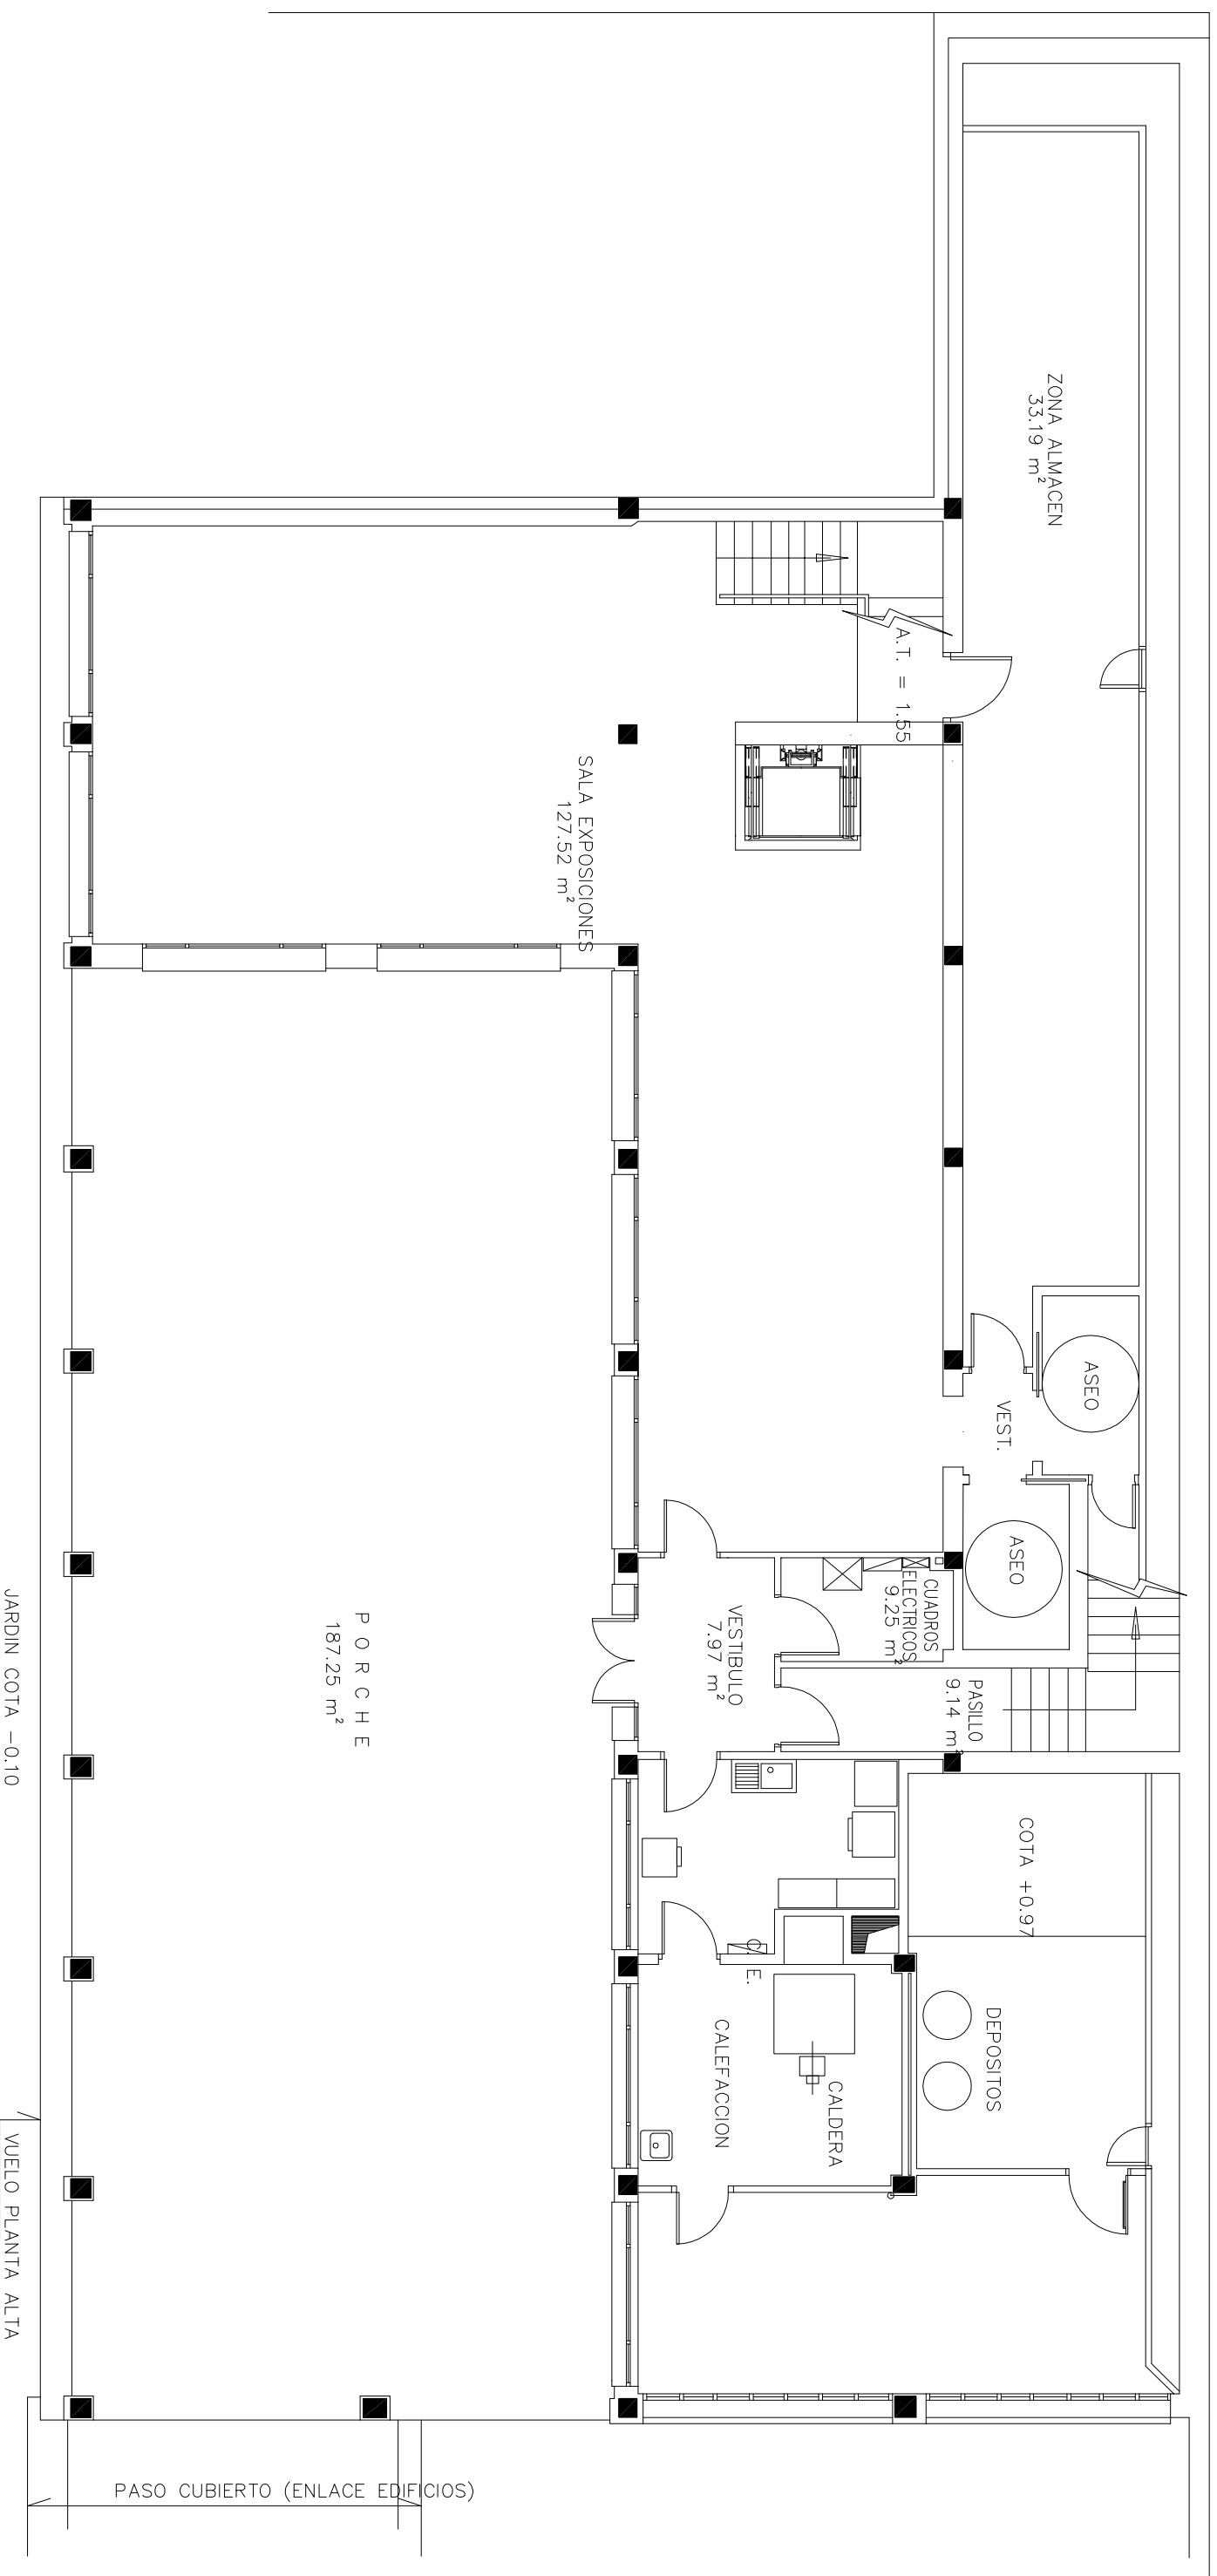 ZONA ALMACEN
33.19 m²
A.T. = 1.55
SALA EXPOSICIONES
127.52 m²
ASEO
VEST.
ASEO
CUADROS
ELECTRICOS
9.25 m²
VESTIBULO
7.97 m²
PASILLO
9.14 m²
P O R C H E
187.25 m²
JARDIN COTA -0.10
COTA +0.97
DEPOSITOS
C. E.
CALEFACCION
CALDERA
VUELO PLANTA ALTA
PASO CUBIERTO (ENLACE EDIFICIOS)